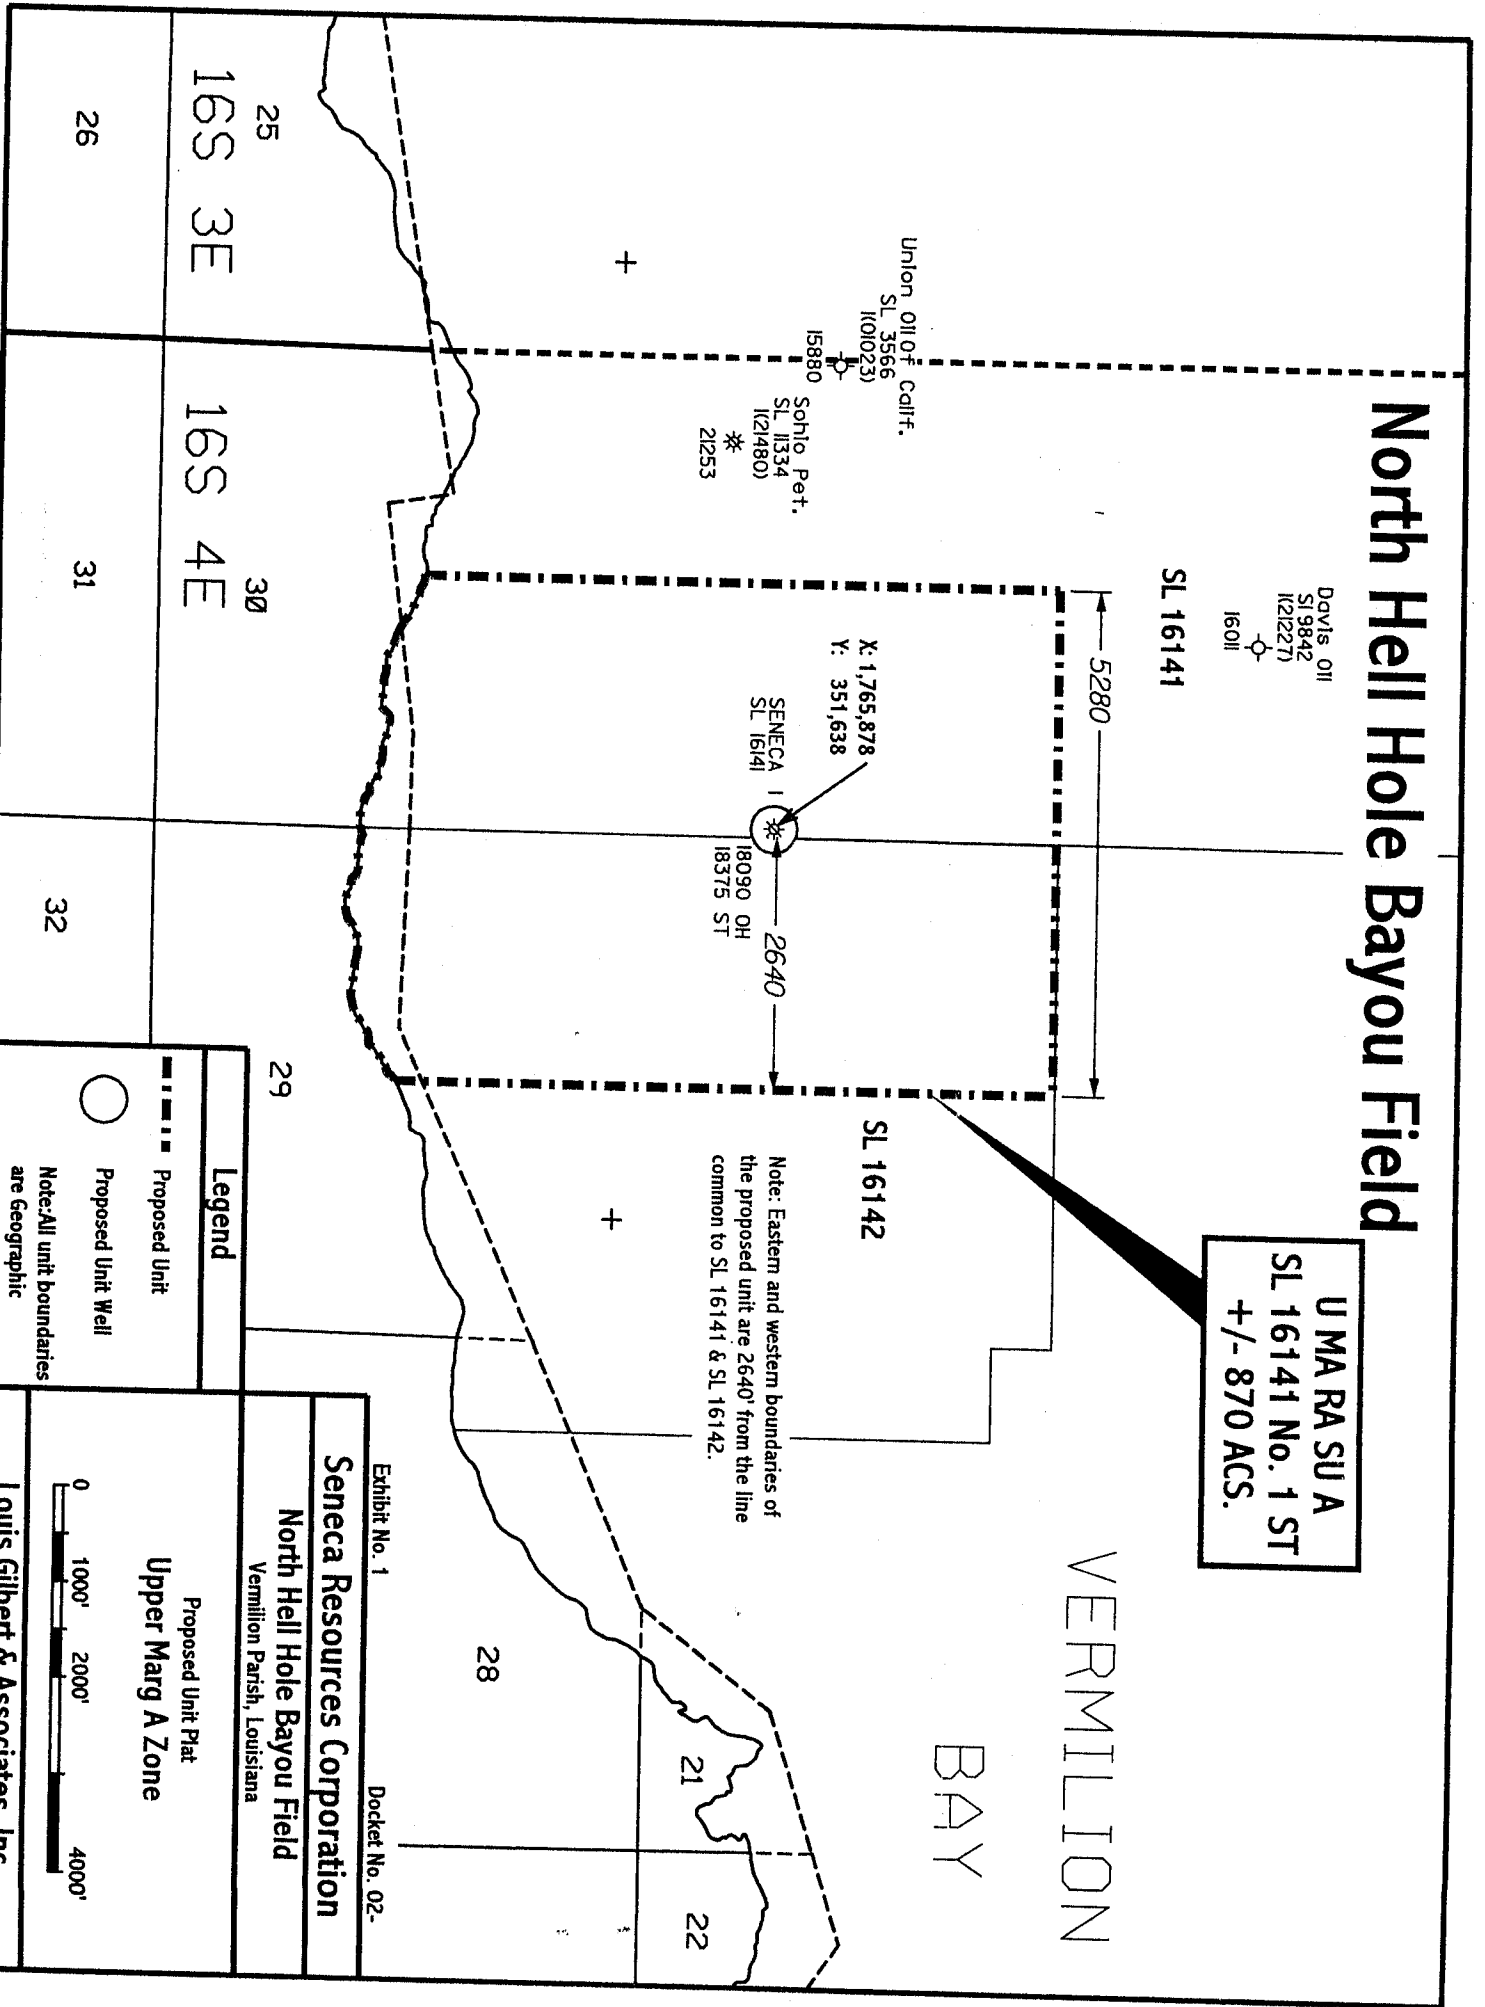 North Hell Hole Bayou Field
U MA RA SU A
SL 16141 No. 1 ST
+/- 870 ACS.
Davis Oil
Sl 9842
1(21227)
16011
SL 16141
5280
VERMILION
BAY
Union Oil of Calif.
SL 3566
1(101023)
15880
Sohio Pet.
SL 11334
1(21480)
21253
X: 1,765,878
Y: 351,638
SENECA 1
SL 16141
18090 OH
18375 ST
2640
SL 16142
Note: Eastern and western boundaries of
the proposed unit are 2640' from the line
common to SL 16141 & SL 16142.
21
22
28
25
16S 3E
26
30
16S 4E
31
29
32
Legend
Proposed Unit
Proposed Unit Well
Note:All unit boundaries
are Geographic
Exhibit No. 1
Docket No. 02-
Seneca Resources Corporation
North Hell Hole Bayou Field
Vermilion Parish, Louisiana
Proposed Unit Plat
Upper Marg A Zone
0 1000' 2000' 4000'
Louis Gilbert & Associates, Inc